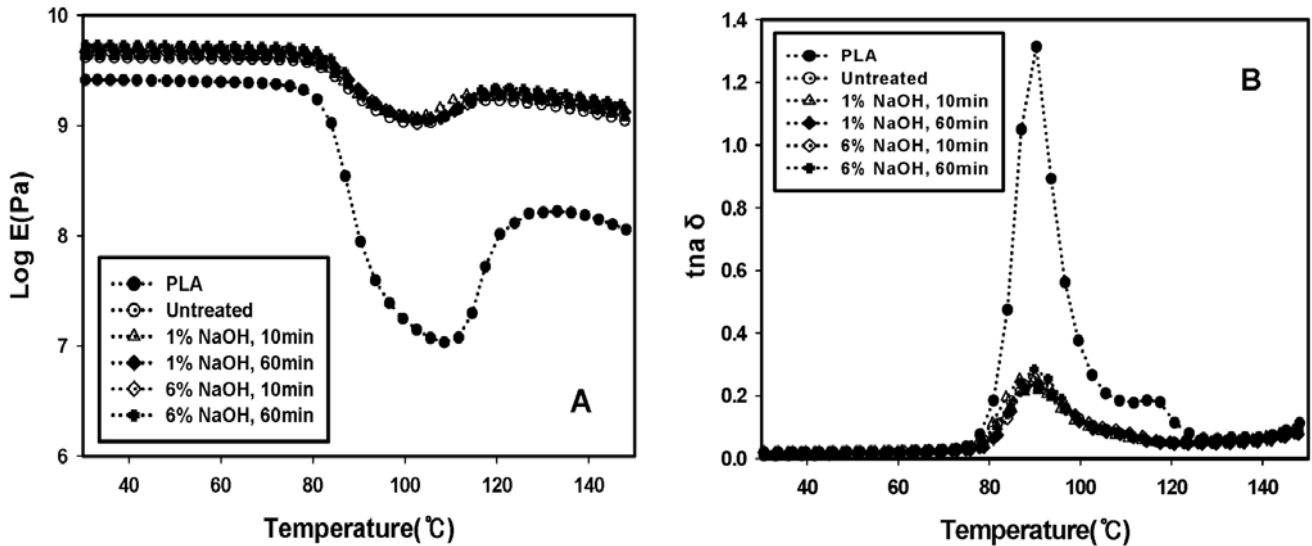 10
9
8
7
6
Log E(Pa)
PLA
Untreated
1% NaOH, 10min
1% NaOH, 60min
6% NaOH, 10min
6% NaOH, 60min
A
40 60 80 100 120 140
Temperature(℃)
1.4
1.2
1.0
0.8
0.6
0.4
0.2
0.0
tna δ
PLA
Untreated
1% NaOH, 10min
1% NaOH, 60min
6% NaOH, 10min
6% NaOH, 60min
B
40 60 80 100 120 140
Temperature(℃)